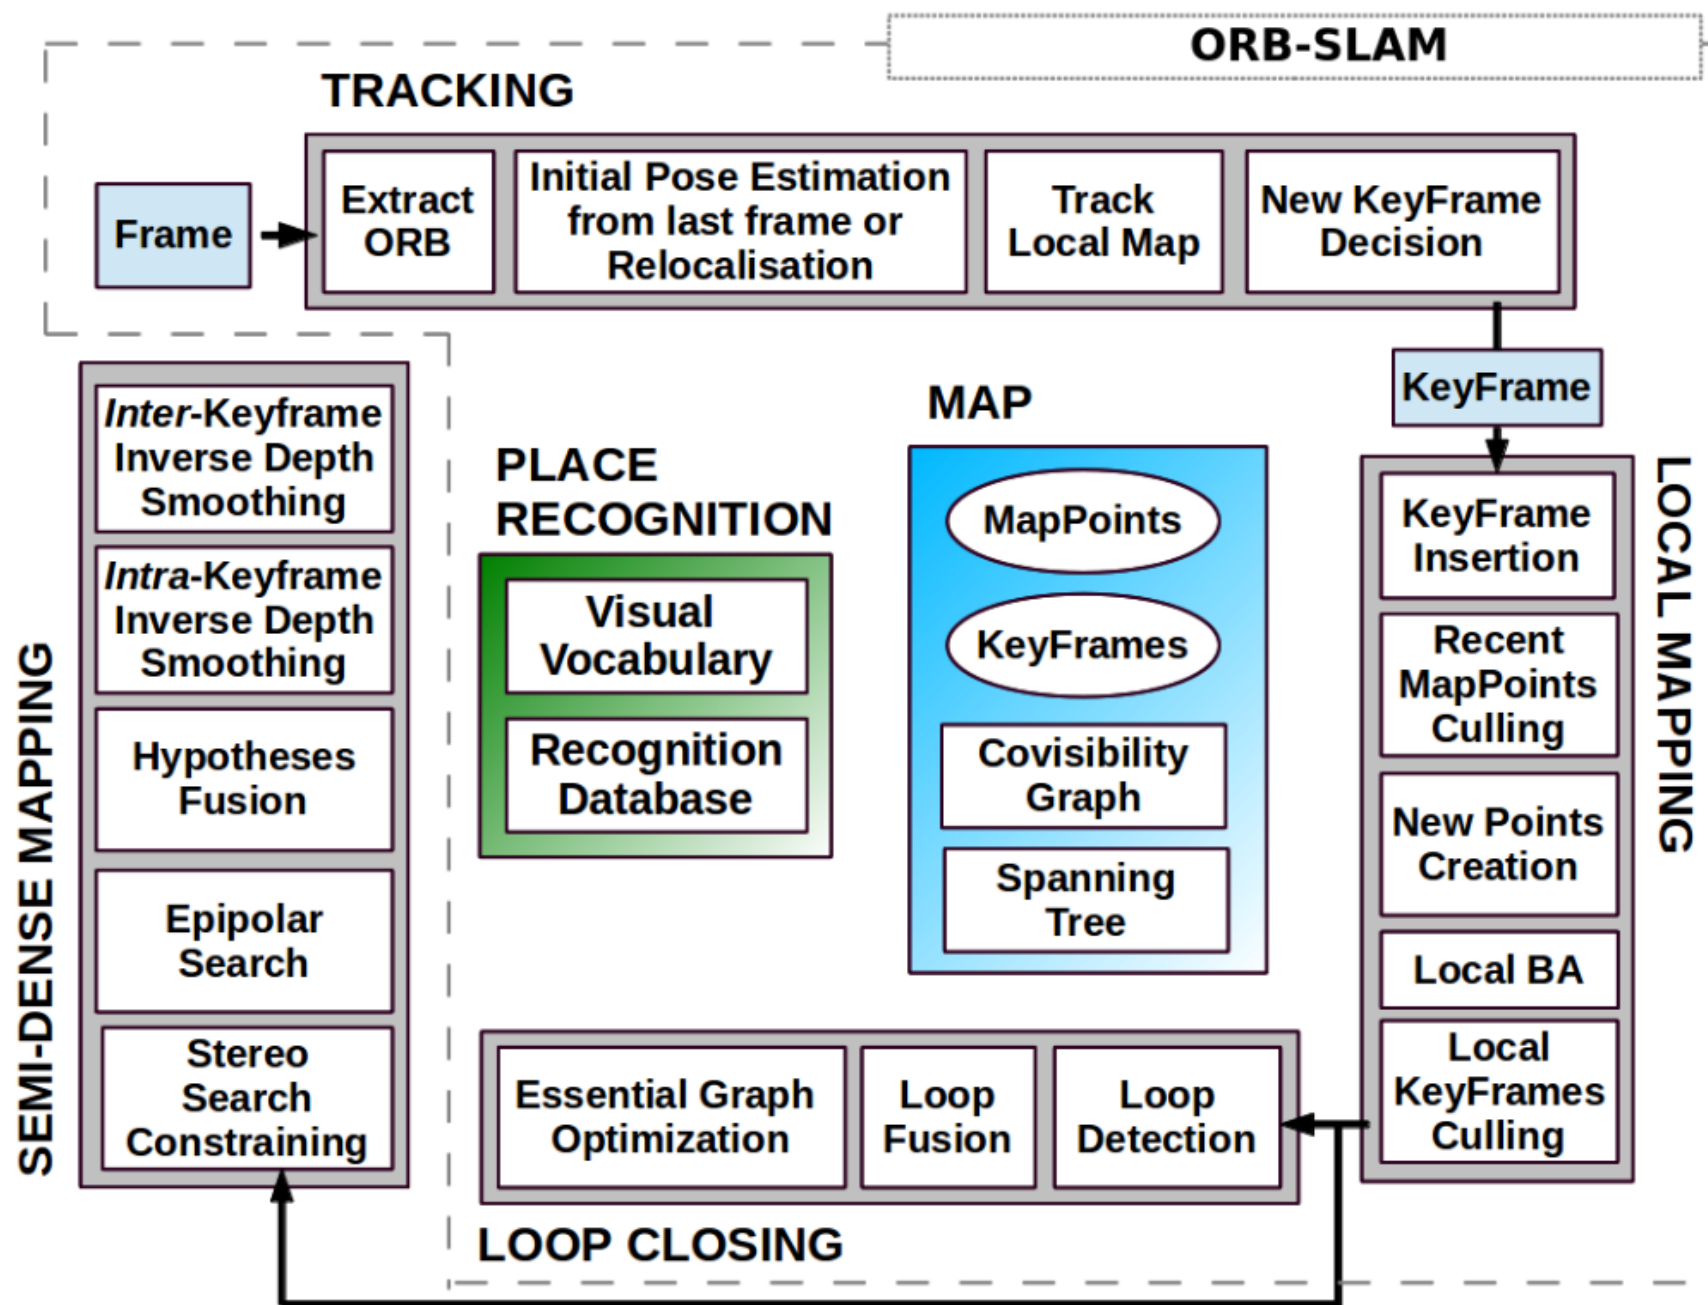 ORB-SLAM
TRACKING
Frame
Extract
ORB
Initial Pose Estimation
from last frame or
Relocalisation
Track
Local Map
New KeyFrame
Decision
KeyFrame
LOCAL MAPPING
KeyFrame
Insertion
Recent
MapPoints
Culling
New Points
Creation
Local BA
Local
KeyFrames
Culling
MAP
MapPoints
KeyFrames
Covisibility
Graph
Spanning
Tree
PLACE
RECOGNITION
Visual
Vocabulary
Recognition
Database
SEMI-DENSE MAPPING
Inter-Keyframe
Inverse Depth
Smoothing
Intra-Keyframe
Inverse Depth
Smoothing
Hypotheses
Fusion
Epipolar
Search
Stereo
Search
Constraining
Essential Graph
Optimization
Loop
Fusion
Loop
Detection
LOOP CLOSING